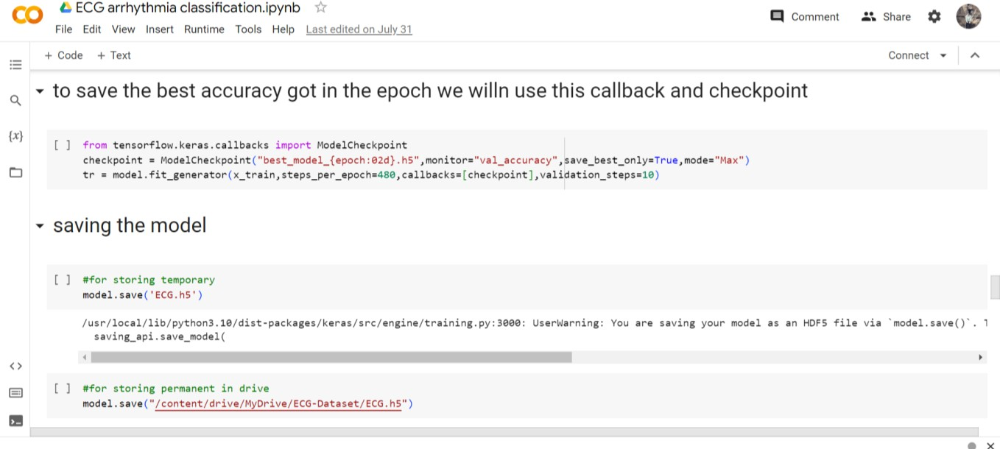 ECG arrhythmia classification.ipynb
Comment Share
File Edit View Insert Runtime Tools Help Last edited on July 31
+ Code + Text Connect
to save the best accuracy got in the epoch we willn use this callback and checkpoint
[ ] from tensorflow.keras.callbacks import ModelCheckpoint
checkpoint = ModelCheckpoint("best_model_{epoch:02d}.h5",monitor="val_accuracy",save_best_only=True,mode="Max")
tr = model.fit_generator(x_train,steps_per_epoch=480,callbacks=[checkpoint],validation_steps=10)
saving the model
[ ] #for storing temporary
model.save('ECG.h5')
/usr/local/lib/python3.10/dist-packages/keras/src/engine/training.py:3000: UserWarning: You are saving your model as an HDF5 file via `model.save()`.
saving_api.save_model(
[ ] #for storing permanent in drive
model.save("/content/drive/MyDrive/ECG-Dataset/ECG.h5")